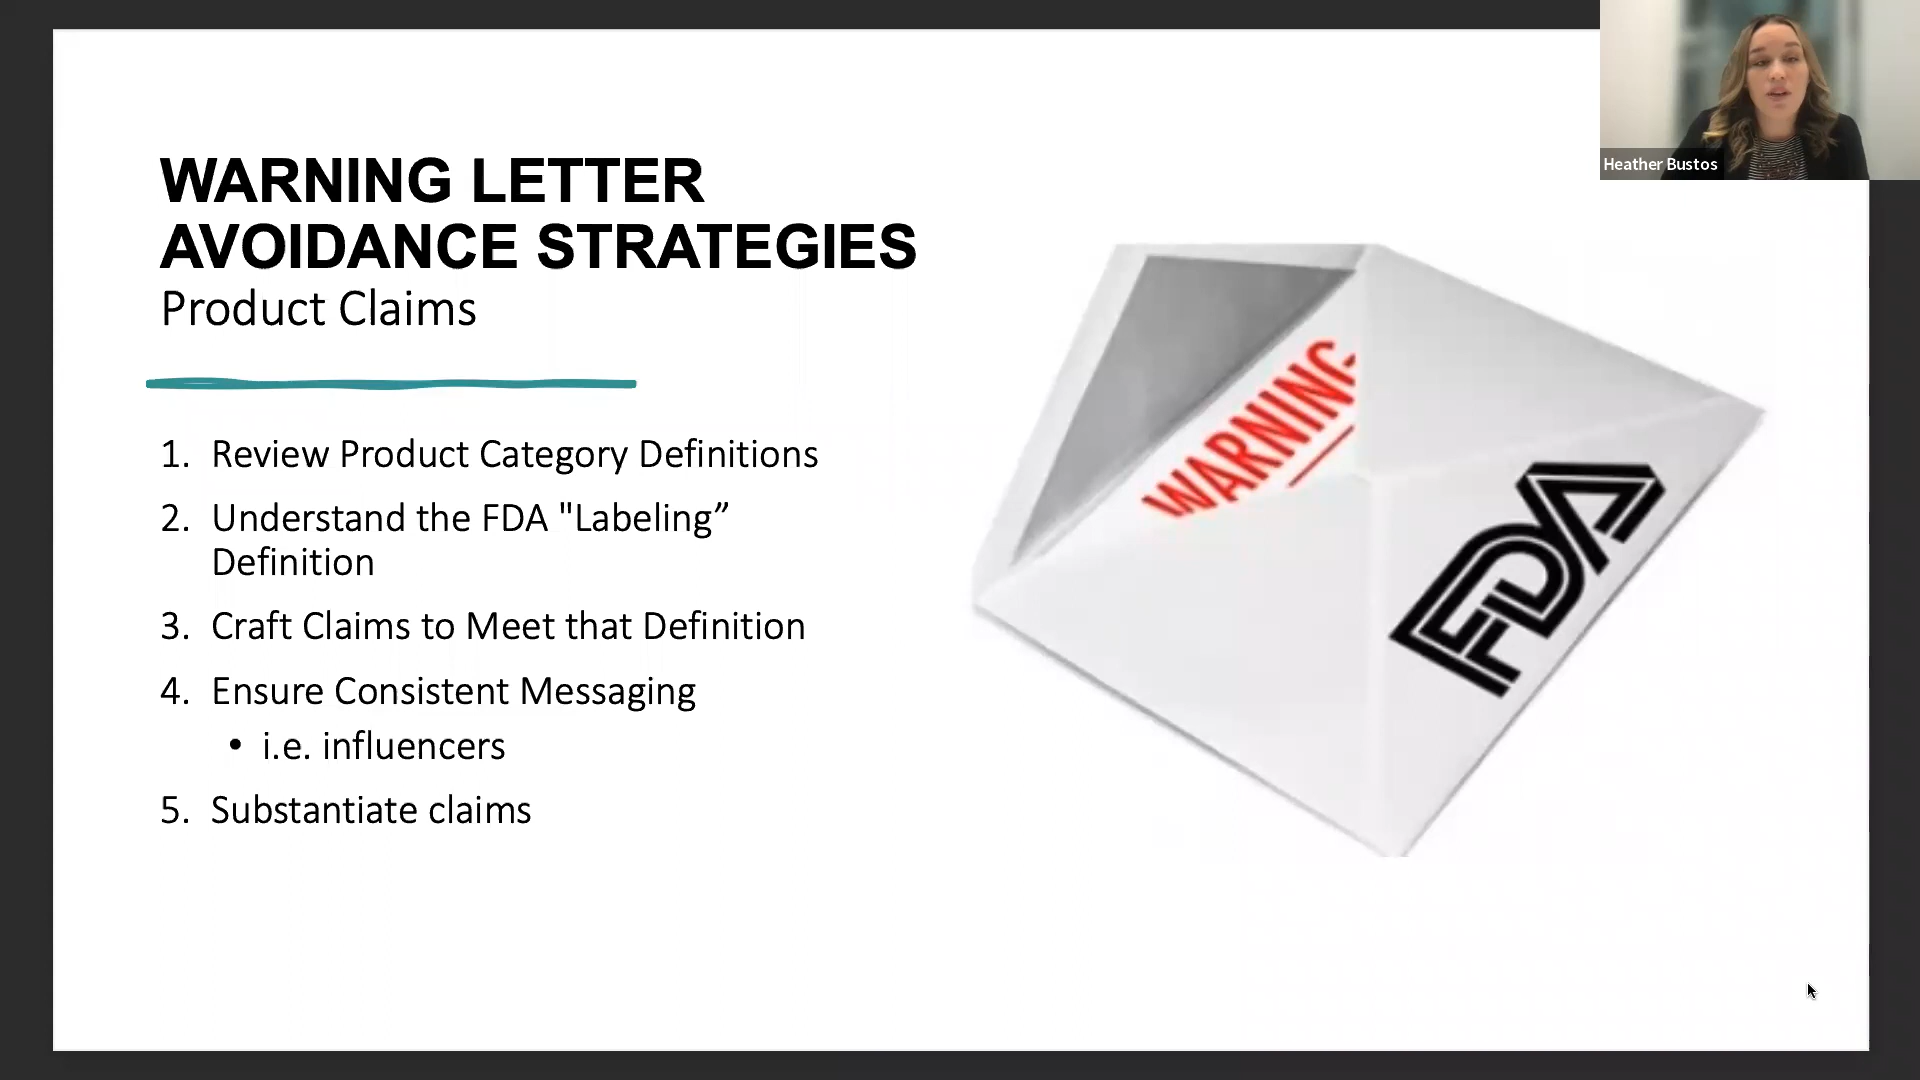 Heather Bustos
WARNING LETTER
AVOIDANCE STRATEGIES
Product Claims
1. Review Product Category Definitions
2. Understand the FDA "Labeling”
Definition
3. Craft Claims to Meet that Definition
4. Ensure Consistent Messaging
• i.e. influencers
5. Substantiate claims
WARNING
FDA